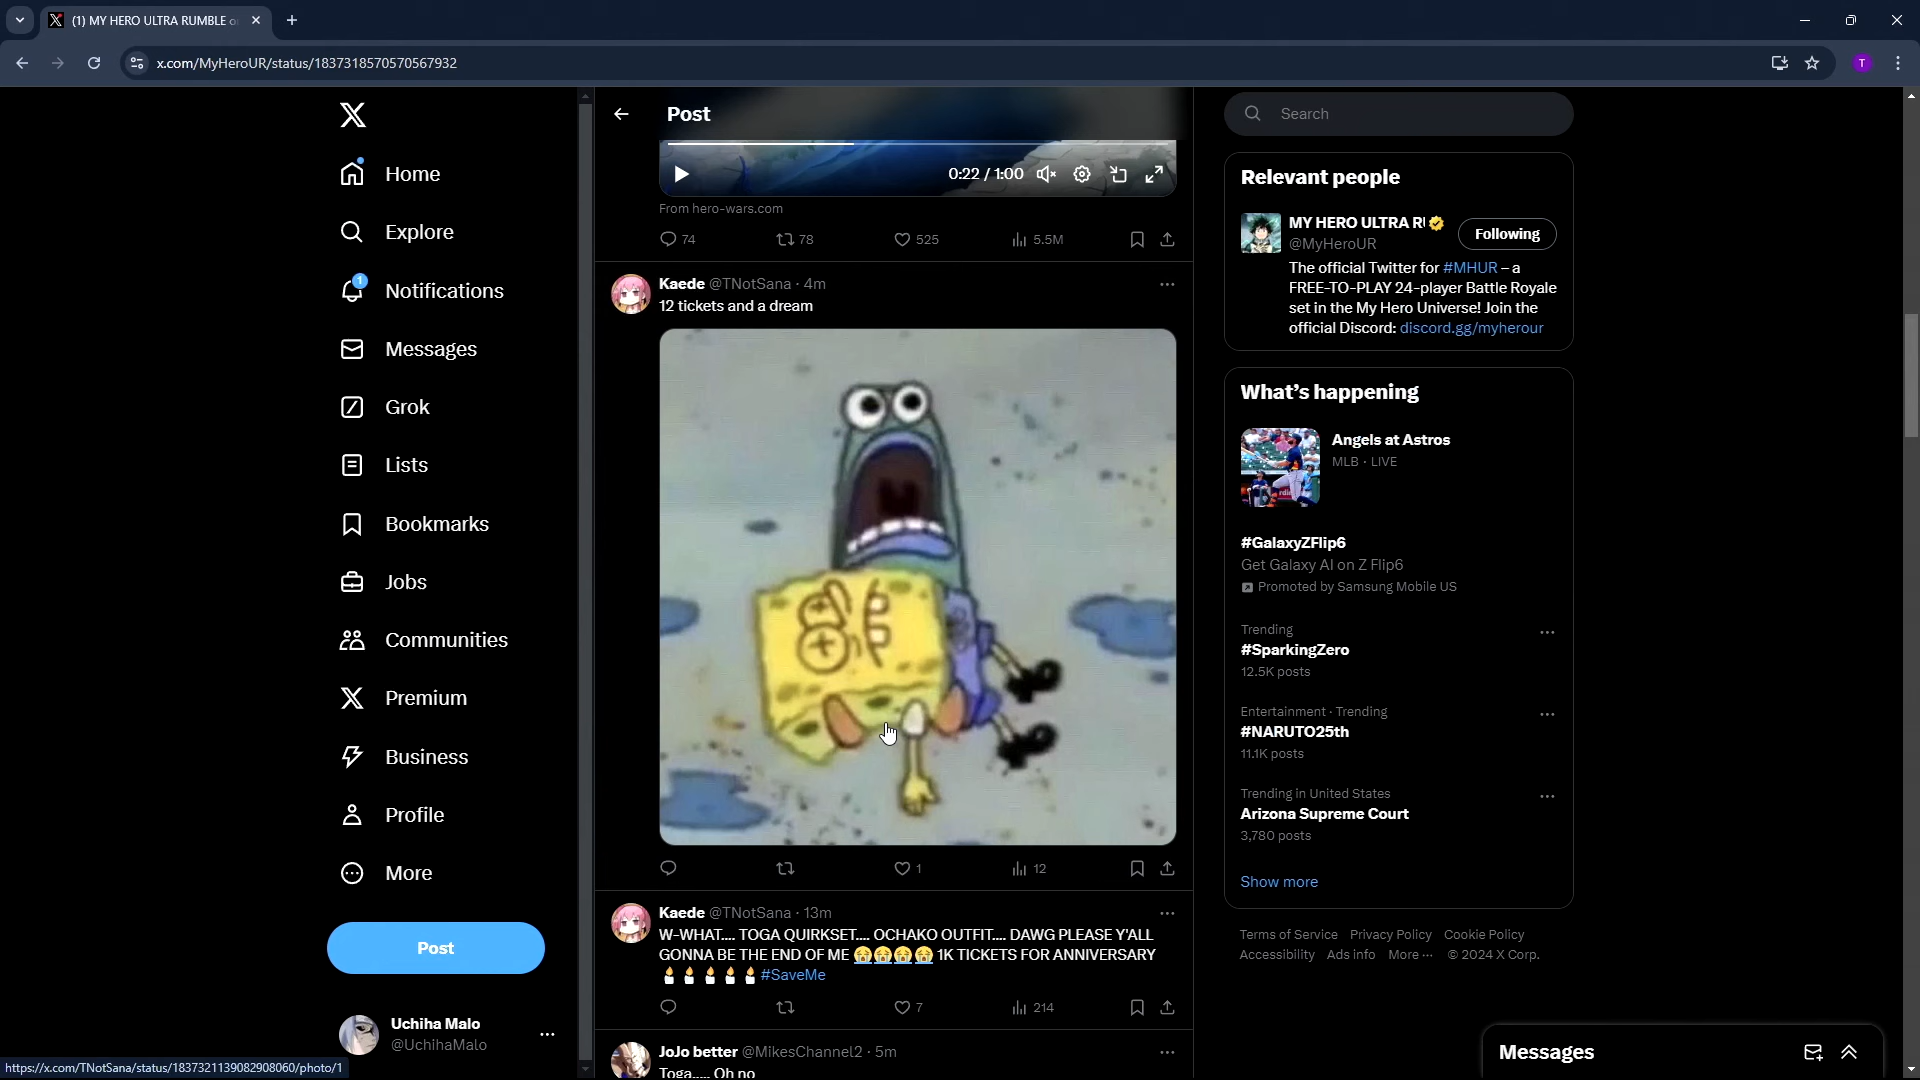 (1) MY HERO ULTRA RUMBLE o
x.com/MyHeroUR/status/1837318570570567932
T
Home
Explore
1
Notifications
Messages
Grok
Lists
Bookmarks
Jobs
Communities
Premium
Business
Profile
More
Post
Uchiha Malo
@UchihaMalo
https://x.com/TNotSana/status/1837321139082908060/photo/1
Post
0:22 / 1:00
From hero-wars.com
74 78 525 5.5M
Kaede @TNotSana · 4m
12 tickets and a dream
1 12
Kaede @TNotSana · 13m
W-WHAT.... TOGA QUIRKSET.... OCHAKO OUTFIT.... DAWG PLEASE Y'ALL
GONNA BE THE END OF ME 😭😭😭😭 1K TICKETS FOR ANNIVERSARY
🕯🕯🕯🕯🕯 #SaveMe
7 214
JoJo better @MikesChannel2 · 5m
Toga..... Oh no
Search
Relevant people
MY HERO ULTRA RU
@MyHeroUR
Following
The official Twitter for #MHUR – a
FREE-TO-PLAY 24-player Battle Royale
set in the My Hero Universe! Join the
official Discord: discord.gg/myherour
What's happening
Angels at Astros
MLB · LIVE
#GalaxyZFlip6
Get Galaxy AI on Z Flip6
Promoted by Samsung Mobile US
Trending
#SparkingZero
12.5K posts
Entertainment · Trending
#NARUTO25th
11.1K posts
Trending in United States
Arizona Supreme Court
3,780 posts
Show more
Terms of Service Privacy Policy Cookie Policy
Accessibility Ads info More ··· © 2024 X Corp.
Messages